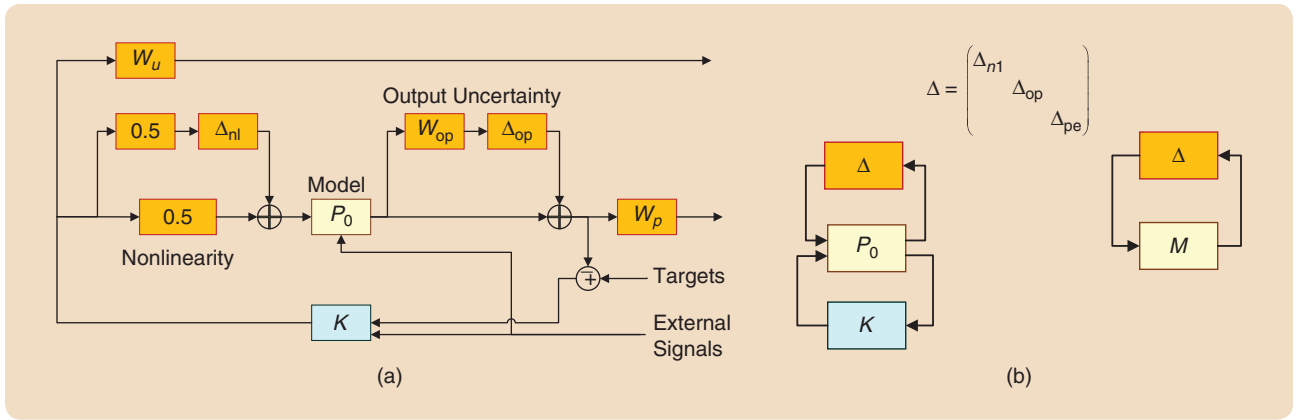 W_u
Output Uncertainty
0.5
Δ_nl
W_op
Δ_op
Model
0.5
P_0
W_p
Nonlinearity
∓
Targets
K
External
Signals
(a)
Δ = (Δ_n1
Δ_op
Δ_pe)
Δ
P_0
K
Δ
M
(b)